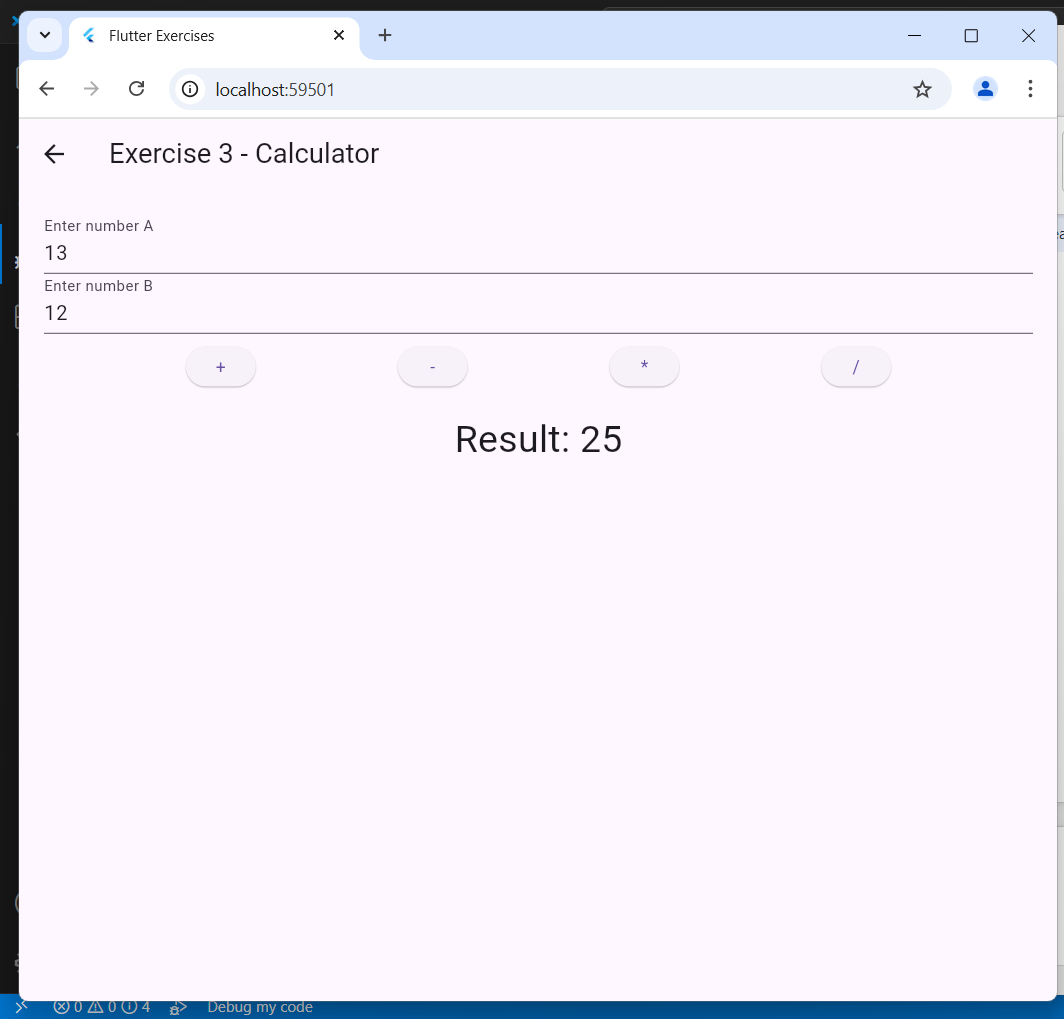 Flutter Exercises
localhost:59501
Exercise 3 - Calculator
Enter number A
13
Enter number B
12
+ - * /
Result: 25
0 0 4 Debug my code